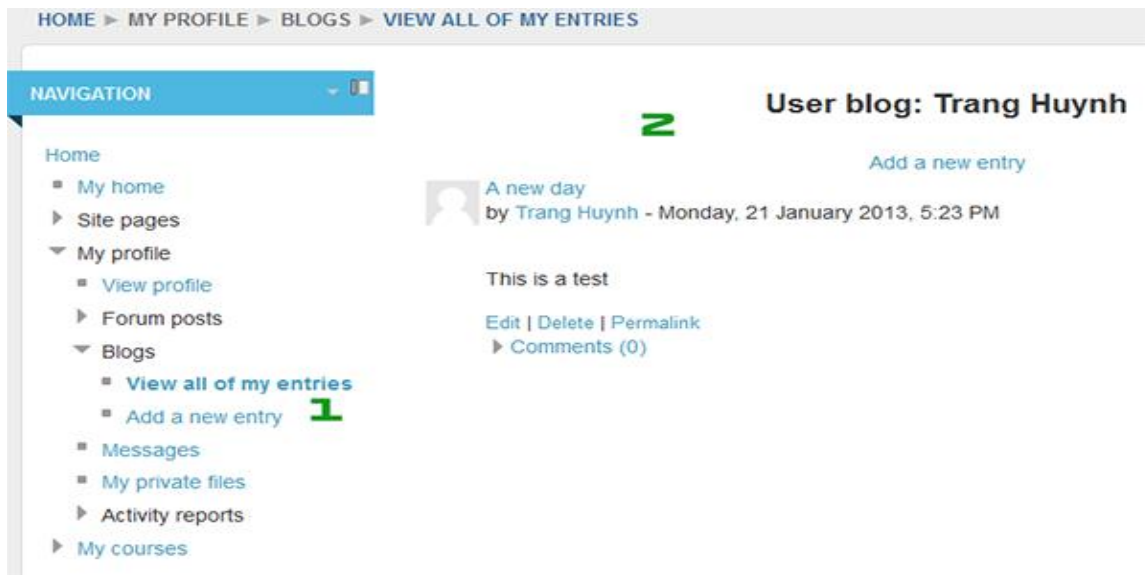 HOME ► MY PROFILE ► BLOGS ► VIEW ALL OF MY ENTRIES
NAVIGATION
Home
My home
Site pages
My profile
View profile
Forum posts
Blogs
View all of my entries
Add a new entry 1
Messages
My private files
Activity reports
My courses
2
User blog: Trang Huynh
Add a new entry
A new day
by Trang Huynh - Monday, 21 January 2013, 5:23 PM
This is a test
Edit | Delete | Permalink
Comments (0)